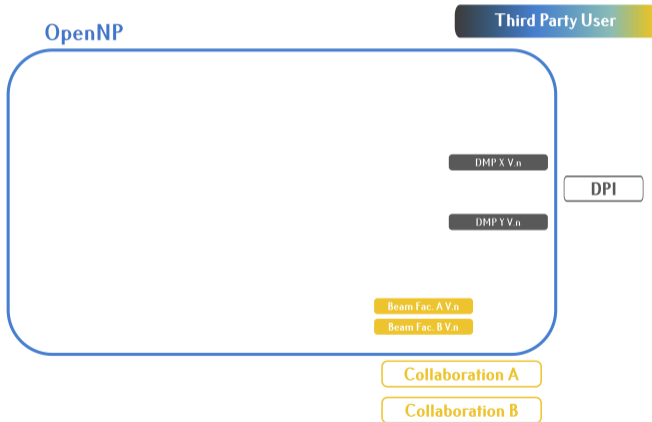 Third Party User
OpenNP
DMP X V.n
DPI
DMP Y V.n
Beam Fac. A V.n
Beam Fac. B V.n
Collaboration A
Collaboration B